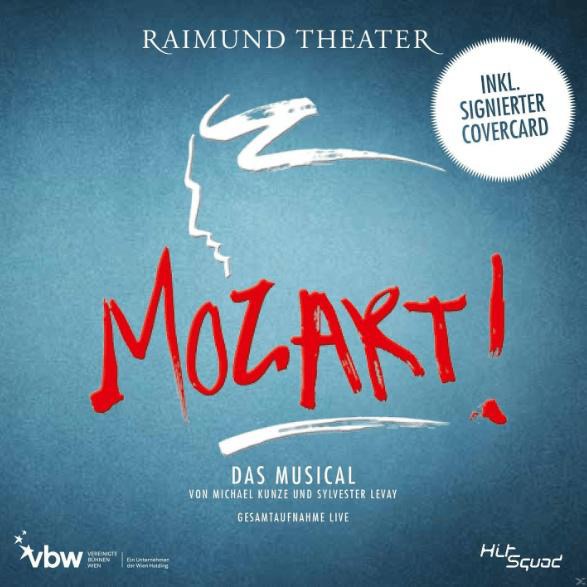 RAIMUND THEATER
INKL.
SIGNIERTER
COVERCARD
MOZART!
DAS MUSICAL
VON MICHAEL KUNZE UND SYLVESTER LEVAY
GESAMTAUFNAHME LIVE
vbw
VEREINIGTE
BÜHNEN
WIEN
Ein Unternehmen
der Wien Holding
Hit
Squad